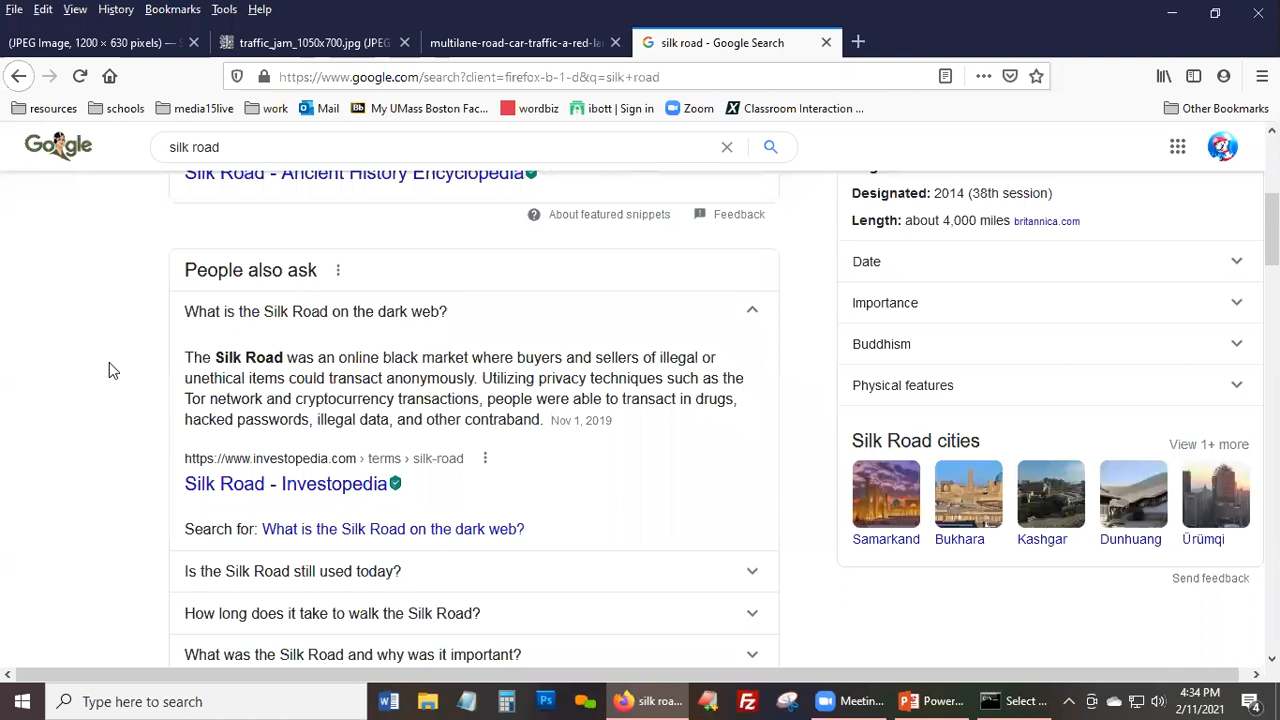 File Edit View History Bookmarks Tools Help
(JPEG Image, 1200 × 630 pixels) — S
traffic_jam_1050x700.jpg (JPEG
multilane-road-car-traffic-a-red-la
silk road - Google Search
https://www.google.com/search?client=firefox-b-1-d&q=silk+road
resources schools media15live work Mail My UMass Boston Fac... wordbiz ibott | Sign in Zoom Classroom Interaction ... Other Bookmarks
Google
silk road
Silk Road - Ancient History Encyclopedia
About featured snippets Feedback
People also ask
What is the Silk Road on the dark web?
The Silk Road was an online black market where buyers and sellers of illegal or
unethical items could transact anonymously. Utilizing privacy techniques such as the
Tor network and cryptocurrency transactions, people were able to transact in drugs,
hacked passwords, illegal data, and other contraband. Nov 1, 2019
https://www.investopedia.com › terms › silk-road
Silk Road - Investopedia
Search for: What is the Silk Road on the dark web?
Is the Silk Road still used today?
How long does it take to walk the Silk Road?
What was the Silk Road and why was it important?
Designated: 2014 (38th session)
Length: about 4,000 miles britannica.com
Date
Importance
Buddhism
Physical features
Silk Road cities View 1+ more
Samarkand Bukhara Kashgar Dunhuang Ürümqi
Send feedback
Type here to search
silk roa...
Meetin...
Power...
Select ...
4:34 PM
2/11/2021
4